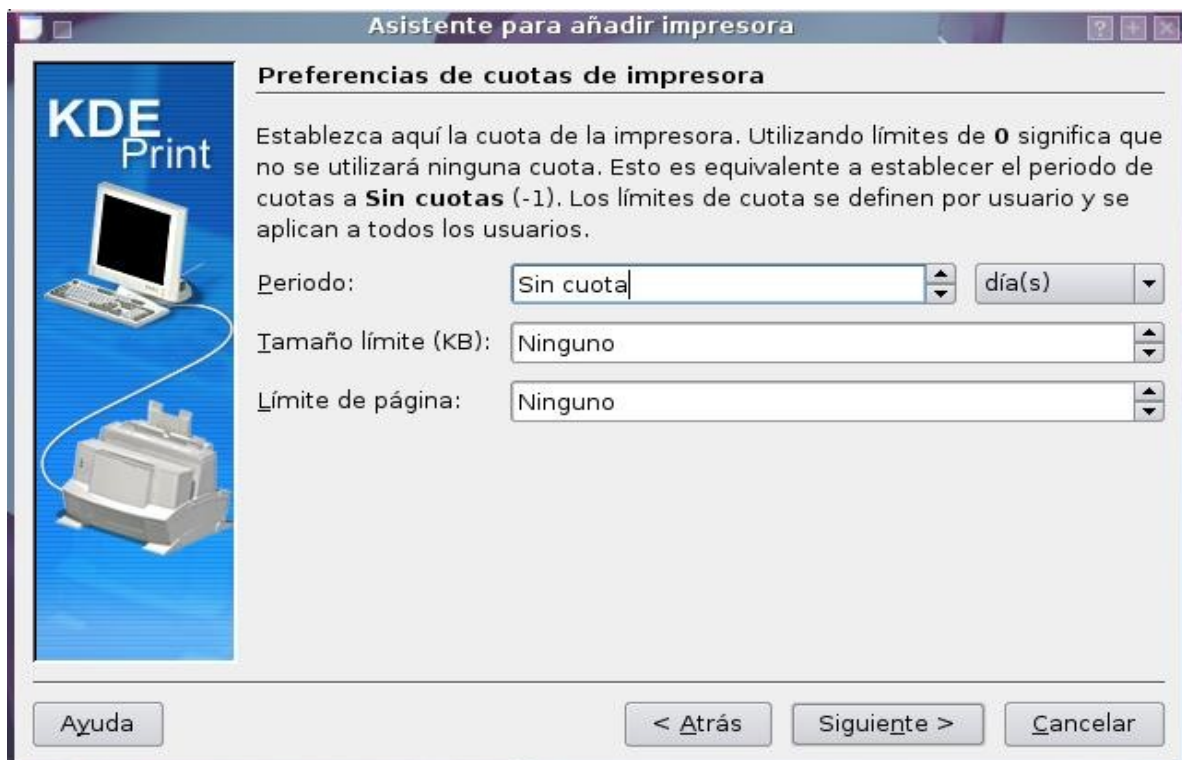 Asistente para añadir impresora
KDE
Print
Preferencias de cuotas de impresora
Establezca aquí la cuota de la impresora. Utilizando límites de 0 significa que
no se utilizará ninguna cuota. Esto es equivalente a establecer el periodo de
cuotas a Sin cuotas (-1). Los límites de cuota se definen por usuario y se
aplican a todos los usuarios.
Periodo: Sin cuota día(s)
Tamaño límite (KB): Ninguno
Límite de página: Ninguno
Ayuda < Atrás Siguiente > Cancelar